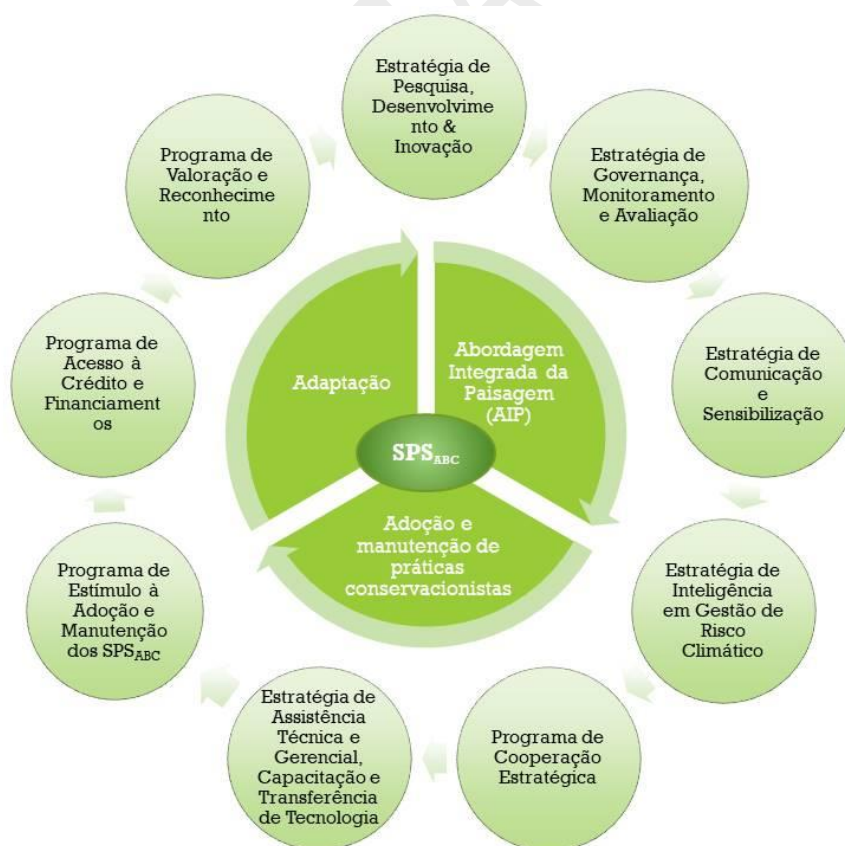 Estratégia de
Pesquisa,
Desenvolvime
nto &
Inovação
Estratégia de
Governança,
Monitoramento
e Avaliação
Estratégia de
Comunicação
e
Sensibilização
Estratégia de
Inteligência
em Gestão de
Risco
Climático
Programa de
Cooperação
Estratégica
Estratégia de
Assistência
Técnica e
Gerencial,
Capacitação e
Transferência
de Tecnologia
Programa de
Estímulo à
Adoção e
Manutenção
dos SPSABC
Programa de
Acesso à
Crédito e
Financiament
os
Programa de
Valoração e
Reconhecime
nto
Adaptação
Abordagem
Integrada da
Paisagem
(AIP)
SPSABC
Adoção e
manutenção de
práticas
conservacionistas